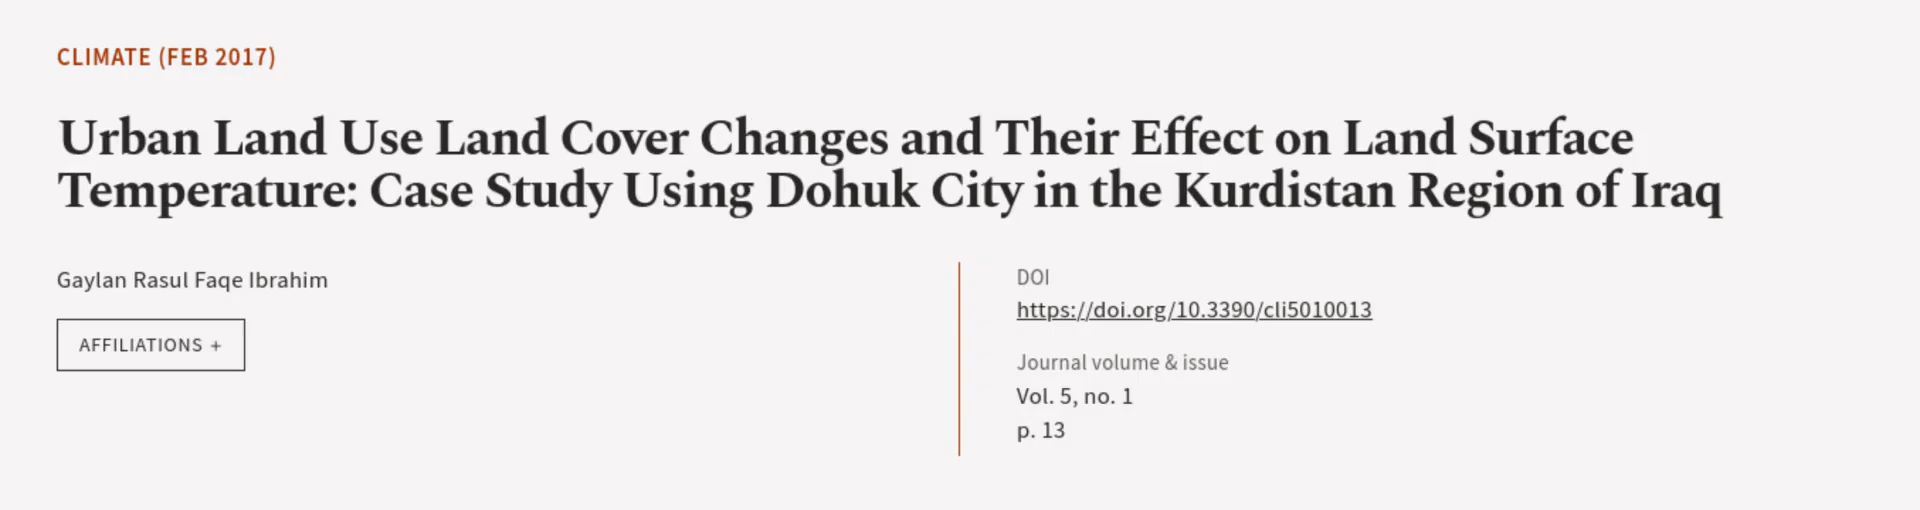 CLIMATE (FEB 2017)
Urban Land Use Land Cover Changes and Their Effect on Land Surface
Temperature: Case Study Using Dohuk City in the Kurdistan Region of Iraq
Gaylan Rasul Faqe Ibrahim
AFFILIATIONS +
DOI
https://doi.org/10.3390/cli5010013
Journal volume & issue
Vol. 5, no. 1
p. 13